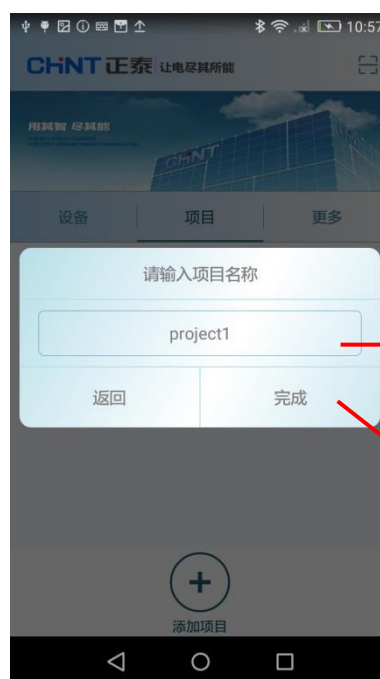 10:57
CHNT 正泰 让电尽其所能
用其智 尽其能
CHNT
设备 项目 更多
请输入项目名称
project1
返回 完成
添加项目